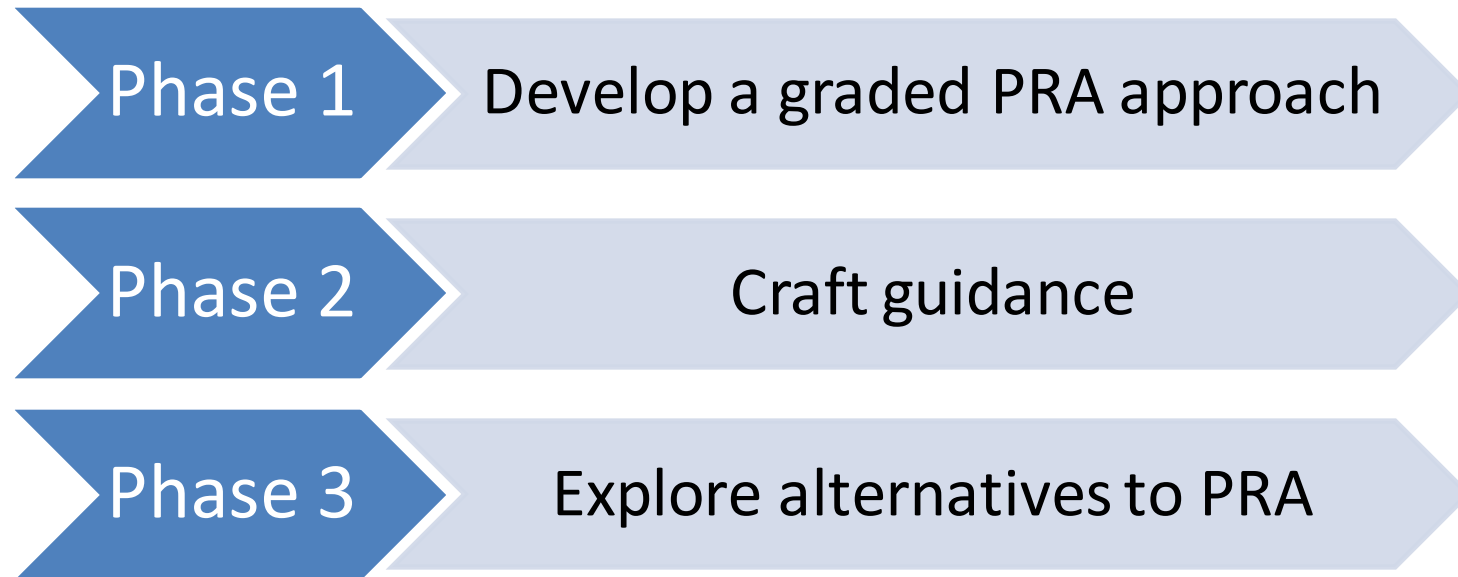 Phase 1 Develop a graded PRA approach
Phase 2 Craft guidance
Phase 3 Explore alternatives to PRA